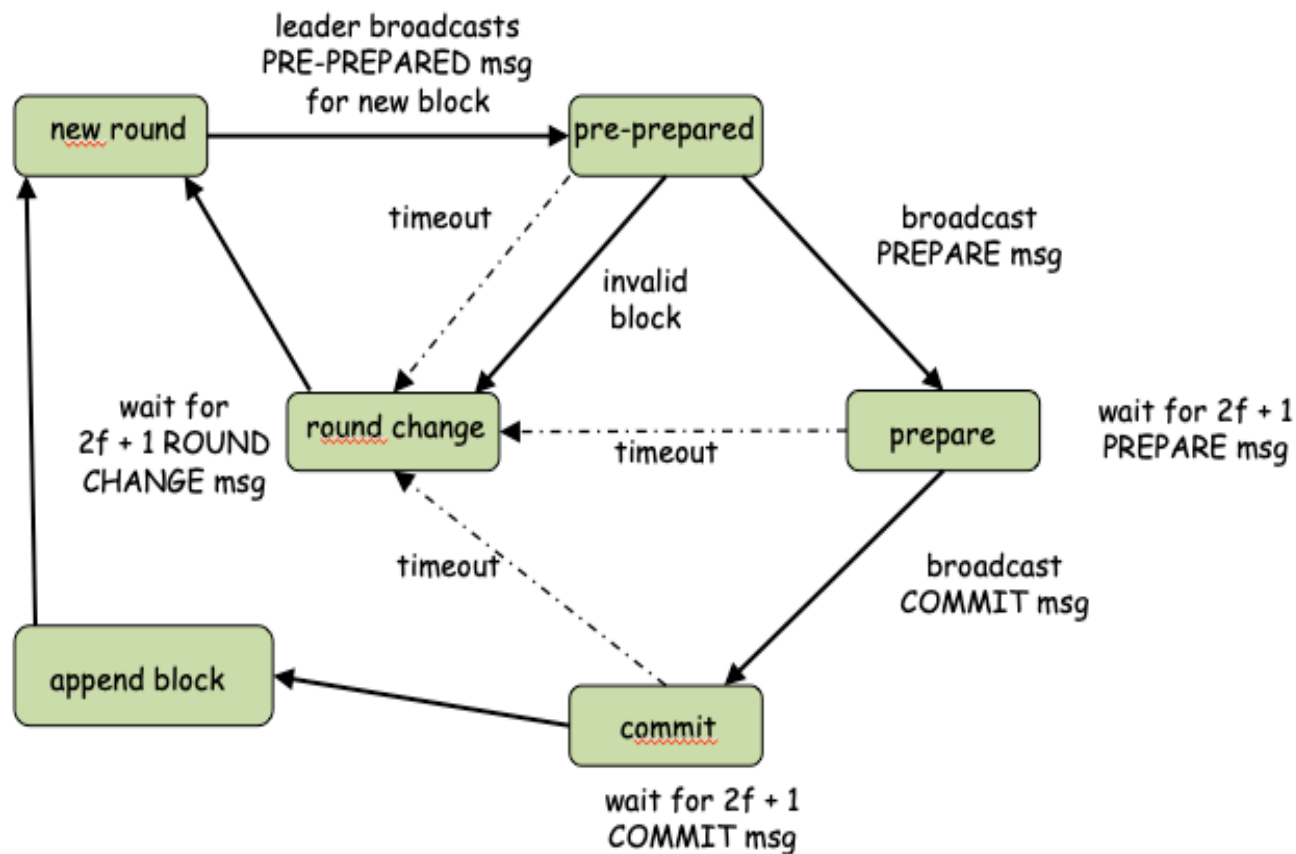 leader broadcasts
PRE-PREPARED msg
for new block
new round
pre-prepared
timeout
broadcast
PREPARE msg
invalid
block
wait for
2f + 1 ROUND
CHANGE msg
round change
timeout
prepare
wait for 2f + 1
PREPARE msg
timeout
broadcast
COMMIT msg
append block
commit
wait for 2f + 1
COMMIT msg